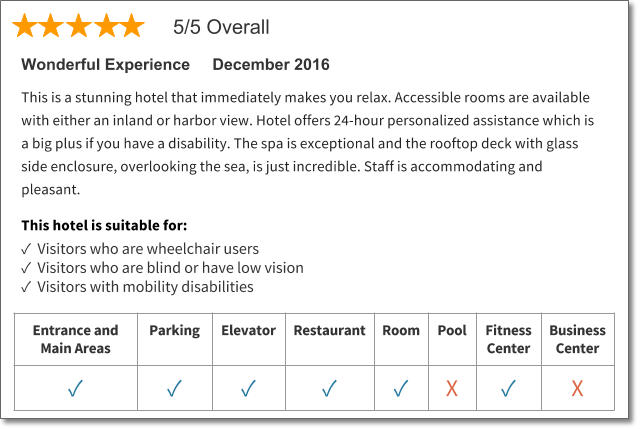 5/5 Overall
Wonderful Experience December 2016
This is a stunning hotel that immediately makes you relax. Accessible rooms are available
with either an inland or harbor view. Hotel offers 24-hour personalized assistance which is
a big plus if you have a disability. The spa is exceptional and the rooftop deck with glass
side enclosure, overlooking the sea, is just incredible. Staff is accommodating and
pleasant.
This hotel is suitable for:
✓ Visitors who are wheelchair users
✓ Visitors who are blind or have low vision
✓ Visitors with mobility disabilities
Entrance and Main Areas Parking Elevator Restaurant Room Pool Fitness Center Business Center
✓ ✓ ✓ ✓ ✓ X ✓ X